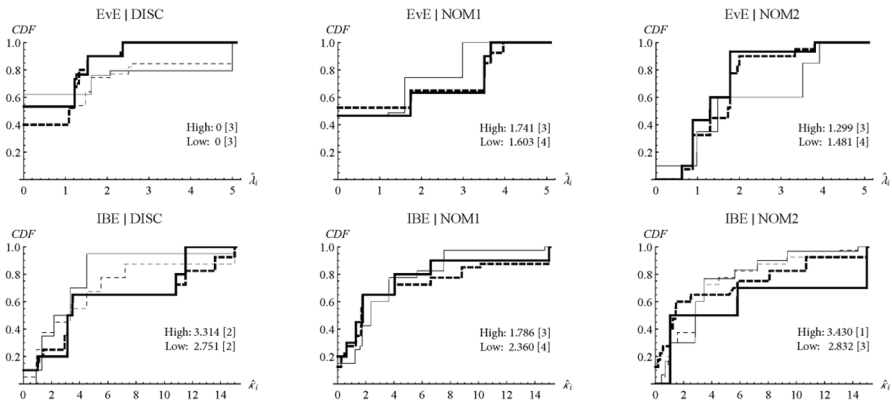 EvE | DISC
CDF
1.0
0.8
0.6
0.4
0.2
High: 0 [3]
Low: 0 [3]
0 1 2 3 4 5 λ̂i
EvE | NOM1
CDF
1.0
0.8
0.6
0.4
0.2
High: 1.741 [3]
Low: 1.603 [4]
0 1 2 3 4 5 λ̂i
EvE | NOM2
CDF
1.0
0.8
0.6
0.4
0.2
High: 1.299 [3]
Low: 1.481 [4]
0 1 2 3 4 5 λ̂i
IBE | DISC
CDF
1.0
0.8
0.6
0.4
0.2
High: 3.314 [2]
Low: 2.751 [2]
0 2 4 6 8 10 12 14 κ̂i
IBE | NOM1
CDF
1.0
0.8
0.6
0.4
0.2
High: 1.786 [3]
Low: 2.360 [4]
0 2 4 6 8 10 12 14 κ̂i
IBE | NOM2
CDF
1.0
0.8
0.6
0.4
0.2
High: 3.430 [1]
Low: 2.832 [3]
0 2 4 6 8 10 12 14 κ̂i